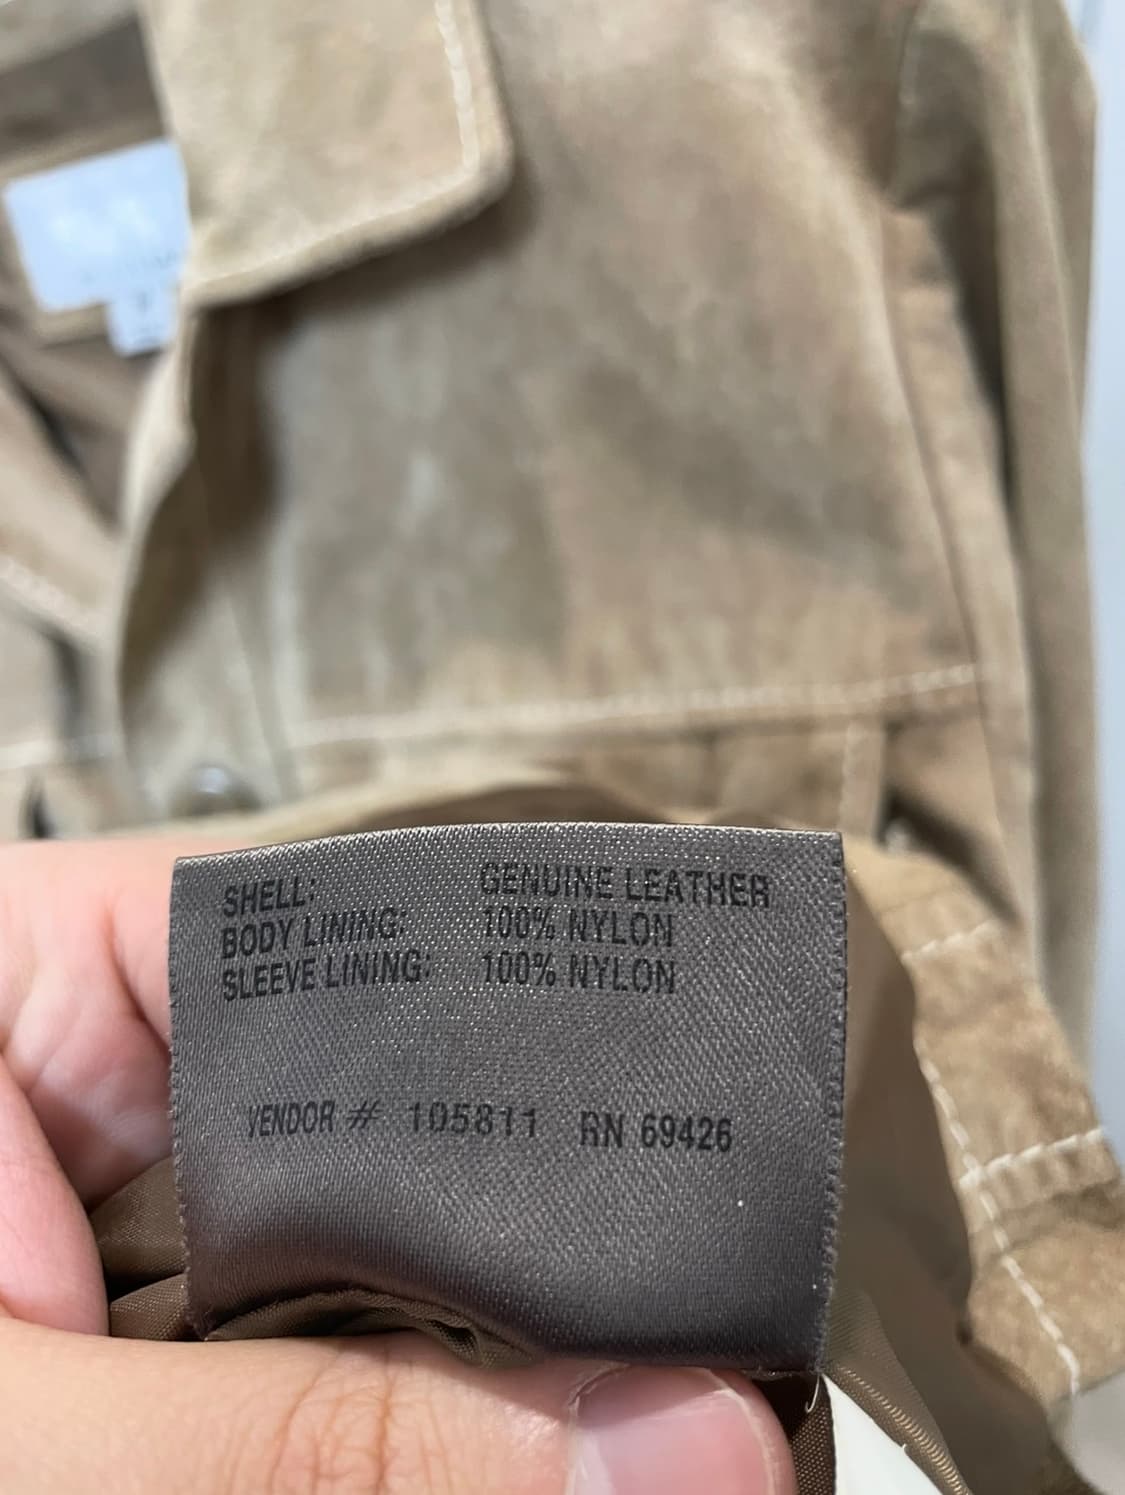 SHELL: GENUINE LEATHER
BODY LINING: 100% NYLON
SLEEVE LINING: 100% NYLON
VENDOR # 105811 RN 69426